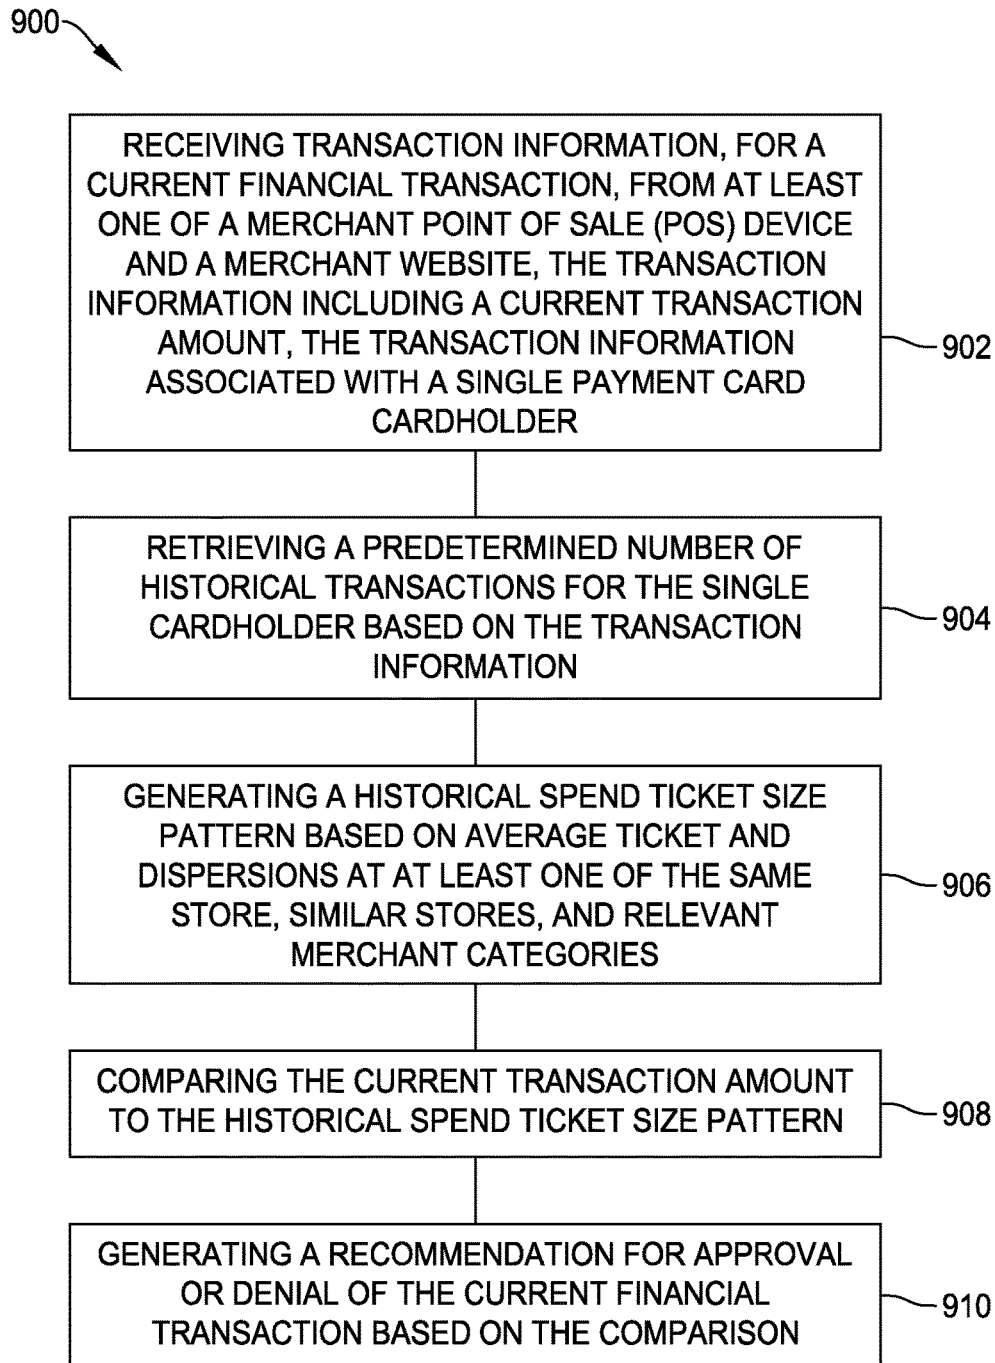 900
RECEIVING TRANSACTION INFORMATION, FOR A
CURRENT FINANCIAL TRANSACTION, FROM AT LEAST
ONE OF A MERCHANT POINT OF SALE (POS) DEVICE
AND A MERCHANT WEBSITE, THE TRANSACTION
INFORMATION INCLUDING A CURRENT TRANSACTION
AMOUNT, THE TRANSACTION INFORMATION
ASSOCIATED WITH A SINGLE PAYMENT CARD
CARDHOLDER
902
RETRIEVING A PREDETERMINED NUMBER OF
HISTORICAL TRANSACTIONS FOR THE SINGLE
CARDHOLDER BASED ON THE TRANSACTION
INFORMATION
904
GENERATING A HISTORICAL SPEND TICKET SIZE
PATTERN BASED ON AVERAGE TICKET AND
DISPERSIONS AT AT LEAST ONE OF THE SAME
STORE, SIMILAR STORES, AND RELEVANT
MERCHANT CATEGORIES
906
COMPARING THE CURRENT TRANSACTION AMOUNT
TO THE HISTORICAL SPEND TICKET SIZE PATTERN
908
GENERATING A RECOMMENDATION FOR APPROVAL
OR DENIAL OF THE CURRENT FINANCIAL
TRANSACTION BASED ON THE COMPARISON
910